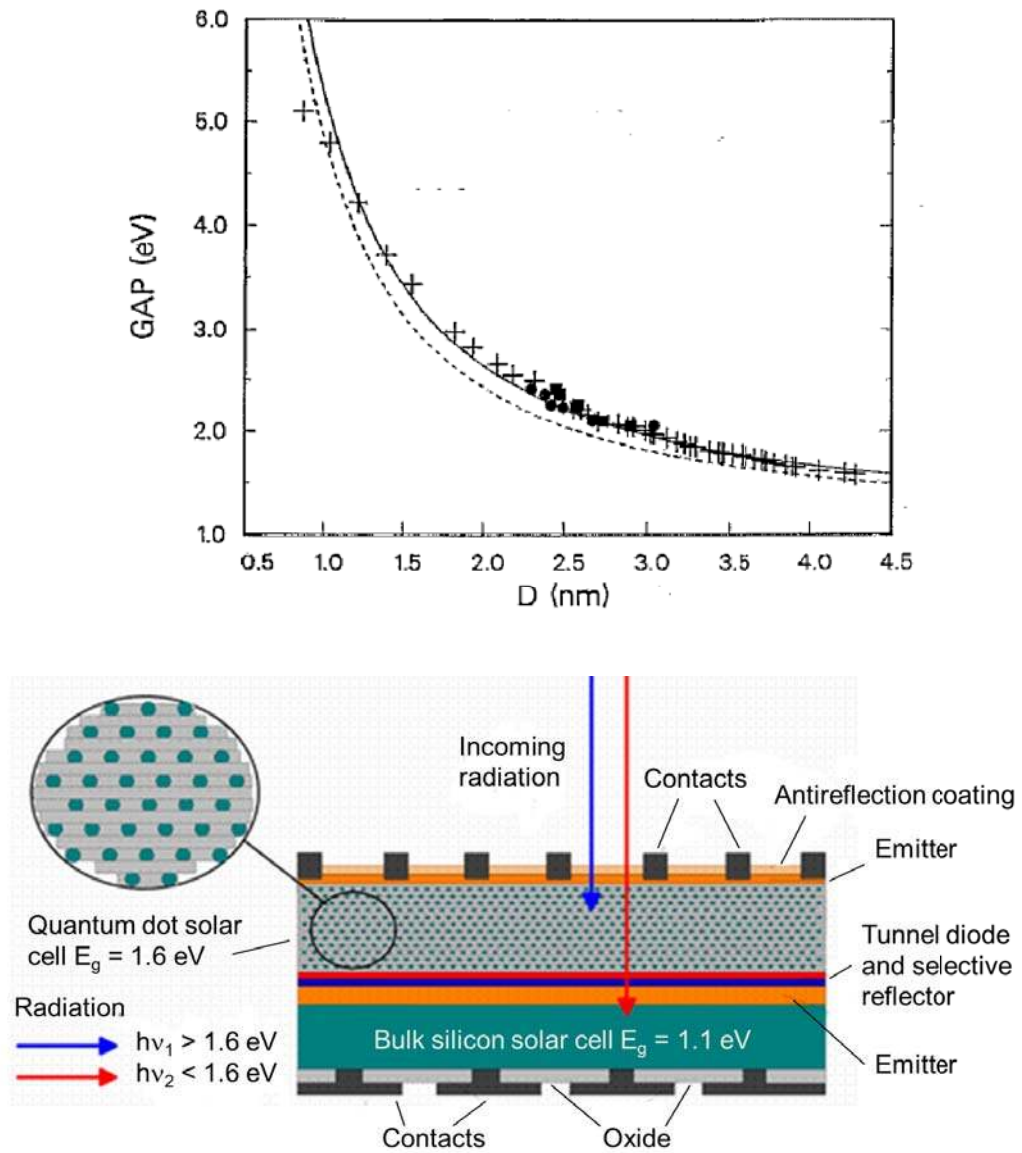 6.0
5.0
4.0
3.0
2.0
1.0
GAP (eV)
0.5 1.0 1.5 2.0 2.5 3.0 3.5 4.0 4.5
D (nm)
Incoming
radiation
Contacts
Antireflection coating
Emitter
Quantum dot solar
cell E_g = 1.6 eV
Tunnel diode
and selective
reflector
Radiation
hν₁ > 1.6 eV
hν₂ < 1.6 eV
Bulk silicon solar cell E_g = 1.1 eV
Emitter
Contacts
Oxide